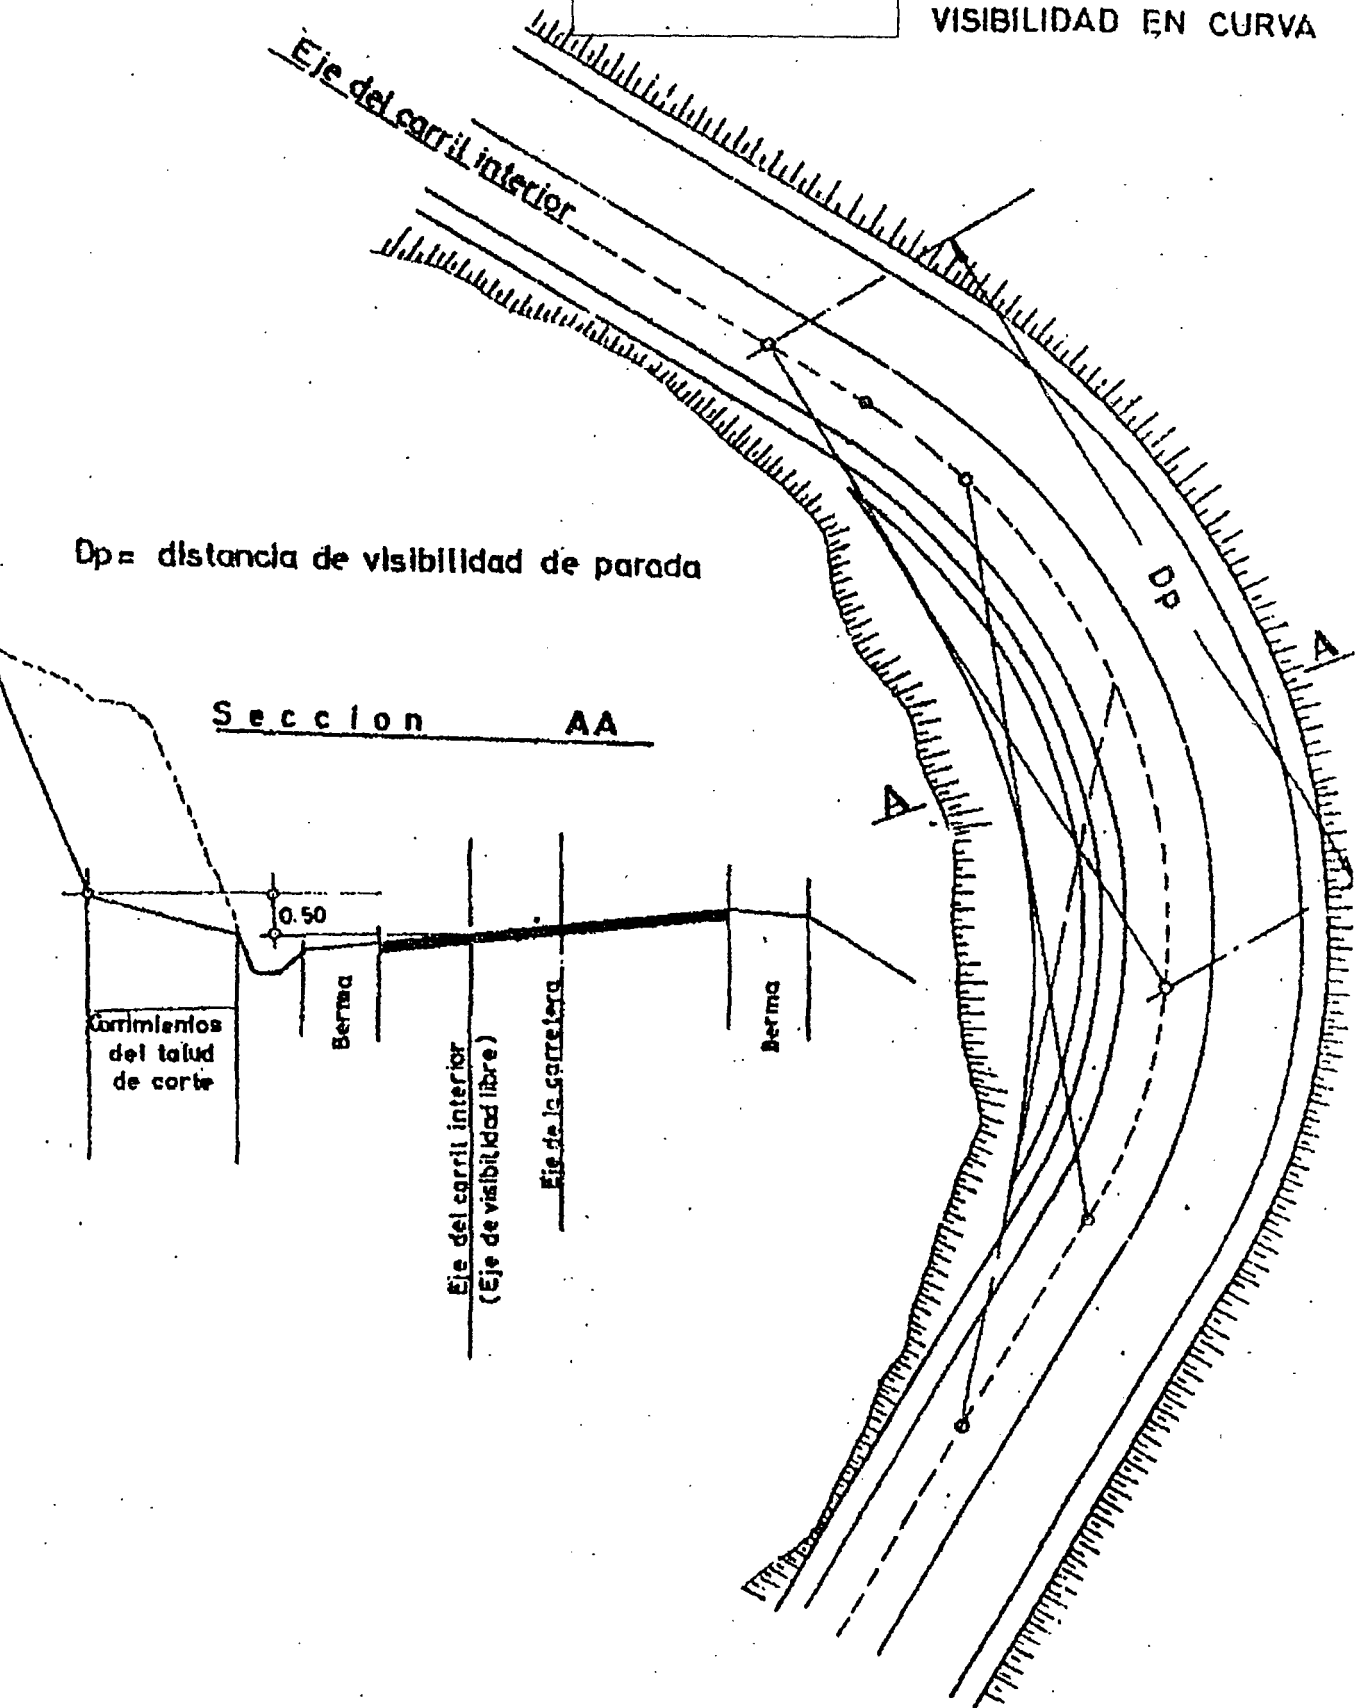 VISIBILIDAD EN CURVA
Eje del carril interior
Dp
A
Dp = distancia de visibilidad de parada
Seccion AA
A
0.50
Corrimientos
del talud
de corte
Berma
Eje del carril interior
(Eje de visibilidad libre)
Eje de la carretera
Berma